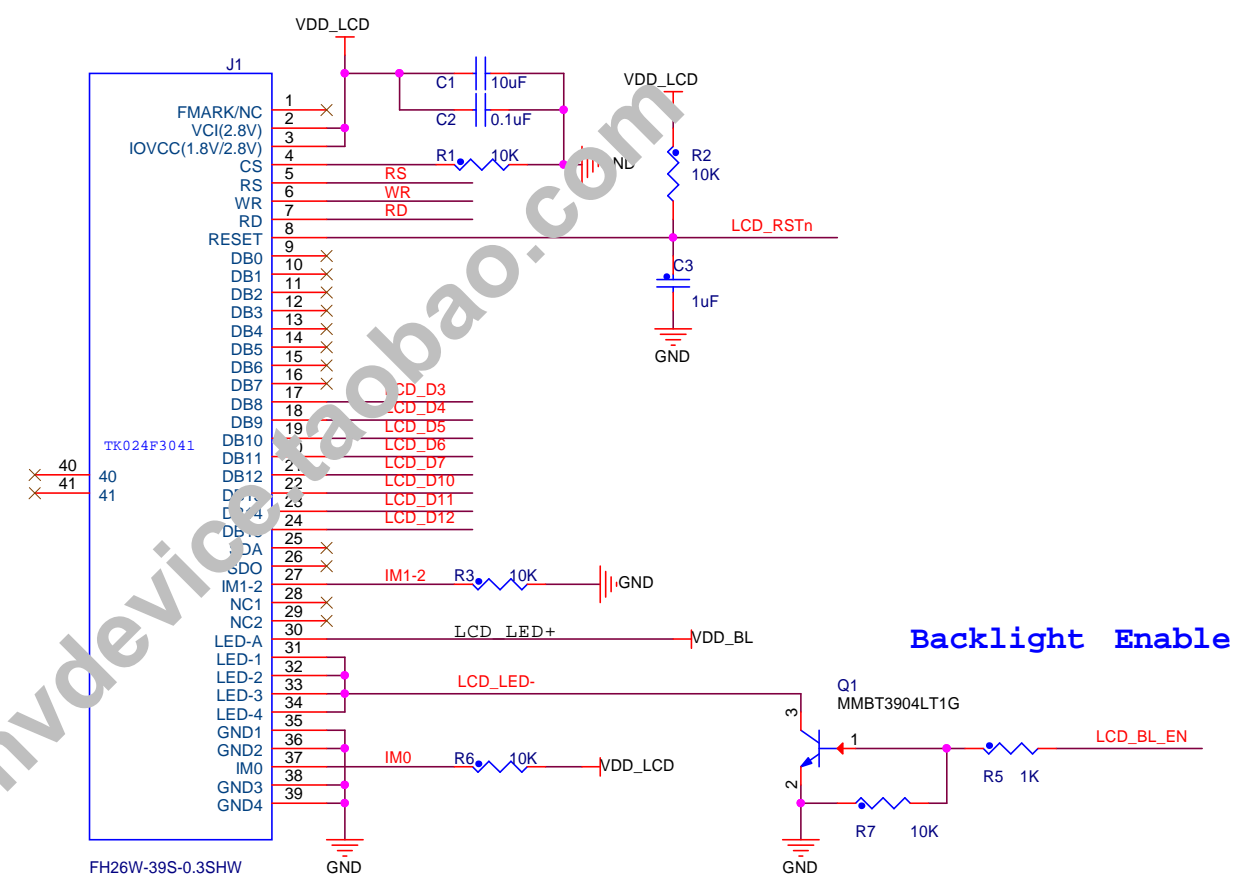 VDD_LCD
J1
C1 10uF
VDD_LCD
1
FMARK/NC
2
VCI(2.8V)
C2 0.1uF
3
IOVCC(1.8V/2.8V)
4
CS
R1 10K
R2
10K
5
RS
RS
6
WR
WR
7
RD
RD
8
RESET
LCD_RSTn
9
DB0
10
DB1
C3
11
DB2
12
DB3
1uF
13
DB4
14
DB5
GND
15
DB6
16
DB7
17
DB8
18
DB9
19
DB10
LCD_D5
DB11
LCD_D6
DB12
LCD_D7
22
LCD_D10
23
LCD_D11
24
LCD_D12
TK024F3041
40
40
41
41
25
26
27
IM1-2
IM1-2
R3 10K
GND
28
NC1
29
NC2
30
LED-A
LCD_LED+
VDD_BL
Backlight Enable
31
LED-1
32
LED-2
33
LED-3
LCD_LED-
34
LED-4
Q1
MMBT3904LT1G
3
1
2
LCD_BL_EN
R5 1K
R7 10K
GND
35
GND1
36
GND2
37
IM0
IM0
R6 10K
VDD_LCD
38
GND3
39
GND4
GND
FH26W-39S-0.3SHW
vdevice.taobao.com